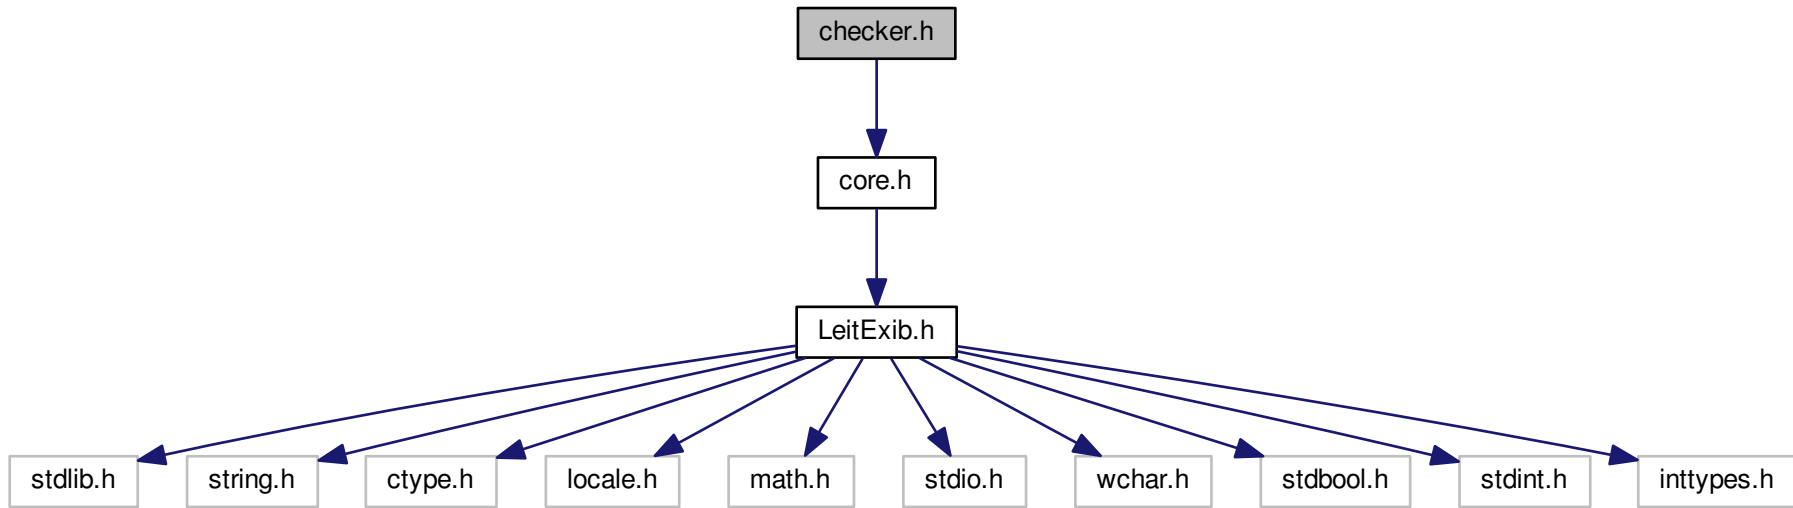 checker.h
core.h
LeitExib.h
stdlib.h
string.h
ctype.h
locale.h
math.h
stdio.h
wchar.h
stdbool.h
stdint.h
inttypes.h